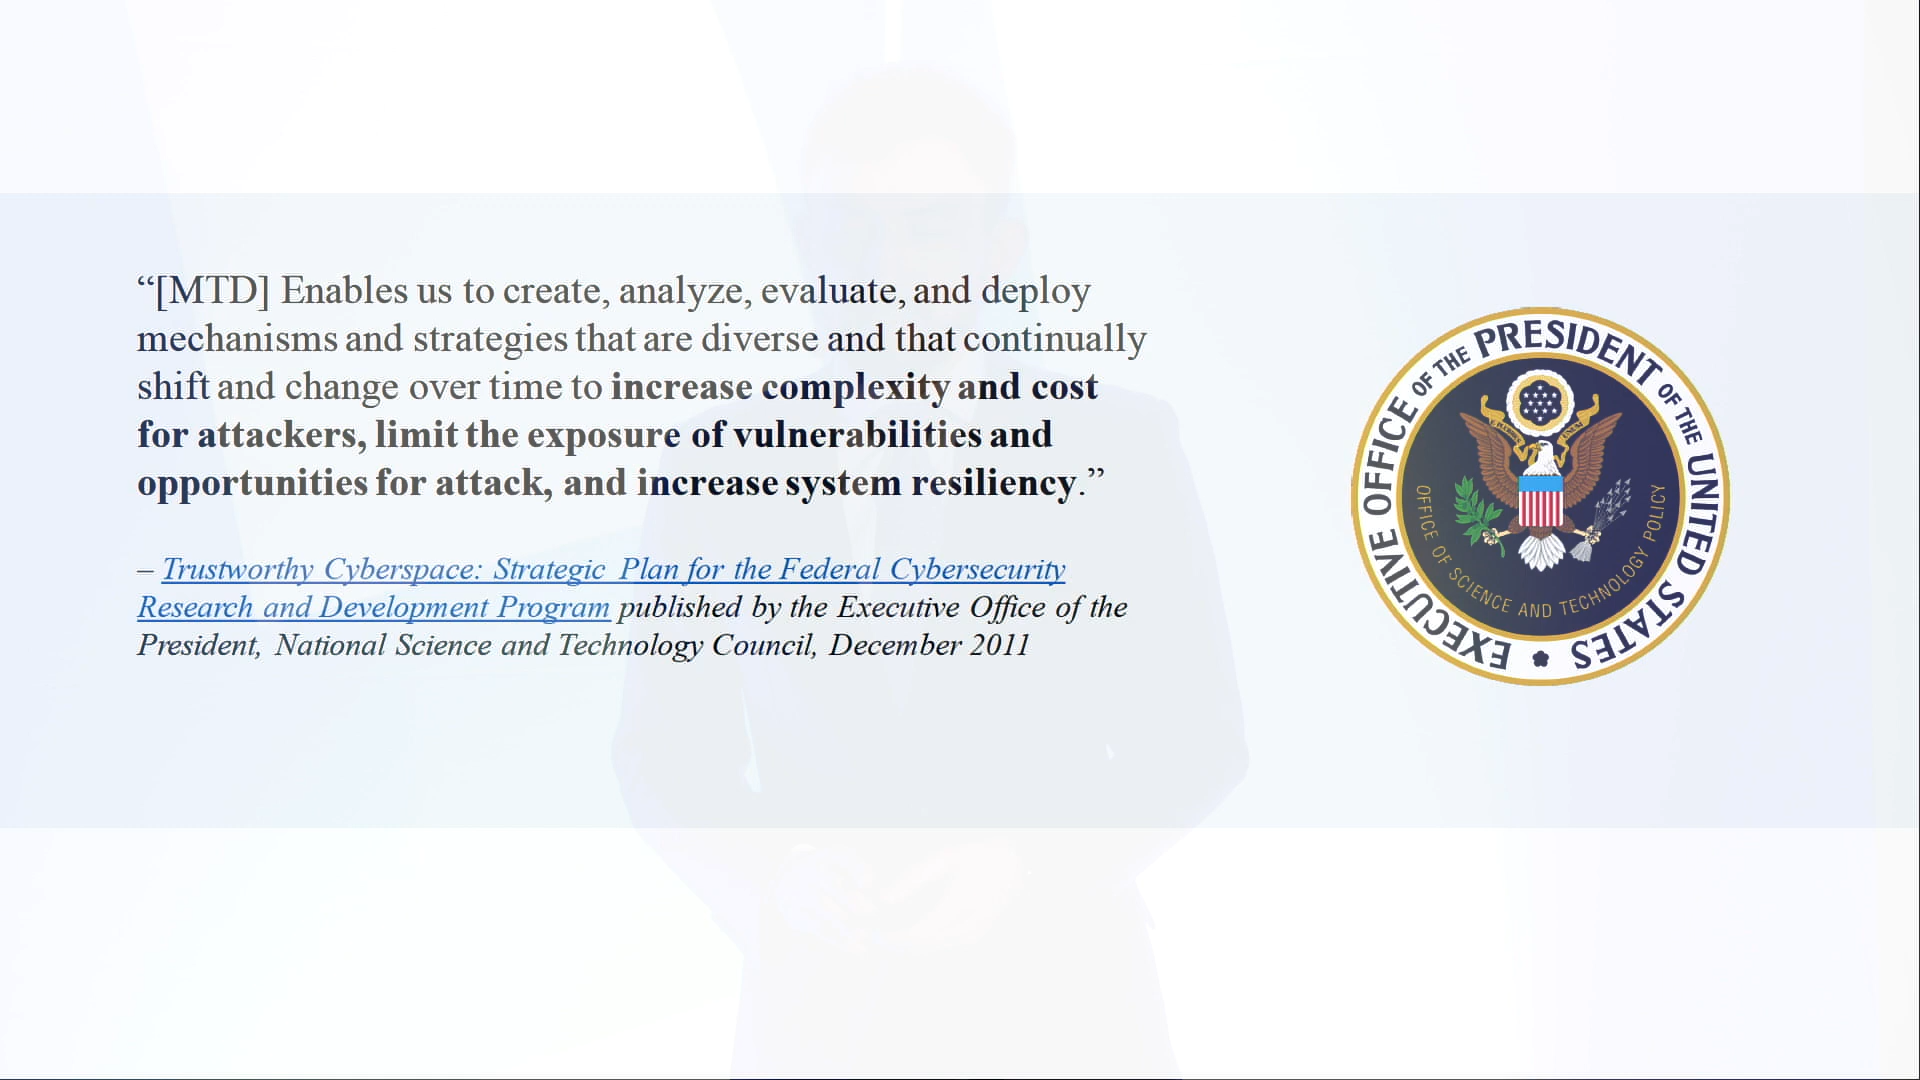 “[MTD] Enables us to create, analyze, evaluate, and deploy
mechanisms and strategies that are diverse and that continually
shift and change over time to increase complexity and cost
for attackers, limit the exposure of vulnerabilities and
opportunities for attack, and increase system resiliency.”
– Trustworthy Cyberspace: Strategic Plan for the Federal Cybersecurity
Research and Development Program published by the Executive Office of the
President, National Science and Technology Council, December 2011
EXECUTIVE OFFICE OF THE PRESIDENT OF THE UNITED STATES
OFFICE OF SCIENCE AND TECHNOLOGY POLICY